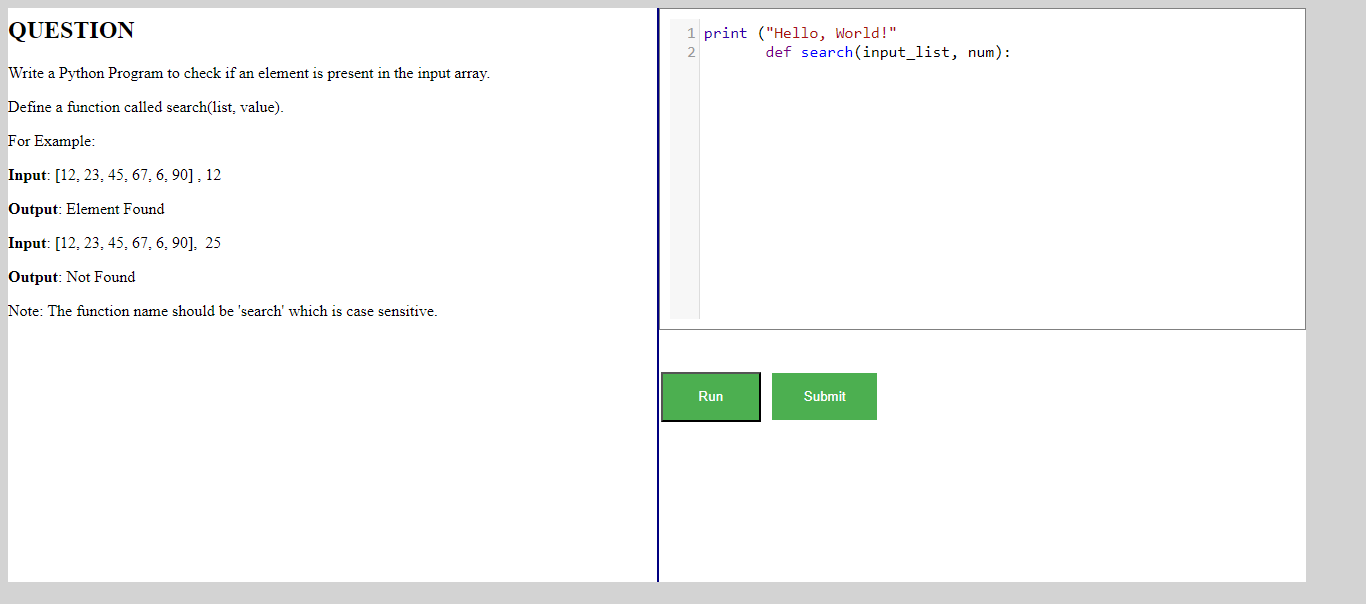 QUESTION
Write a Python Program to check if an element is present in the input array.
Define a function called search(list, value).
For Example:
Input: [12, 23, 45, 67, 6, 90] , 12
Output: Element Found
Input: [12, 23, 45, 67, 6, 90],  25
Output: Not Found
Note: The function name should be 'search' which is case sensitive.
1 print ("Hello, World!"
2        def search(input_list, num):
Run
Submit